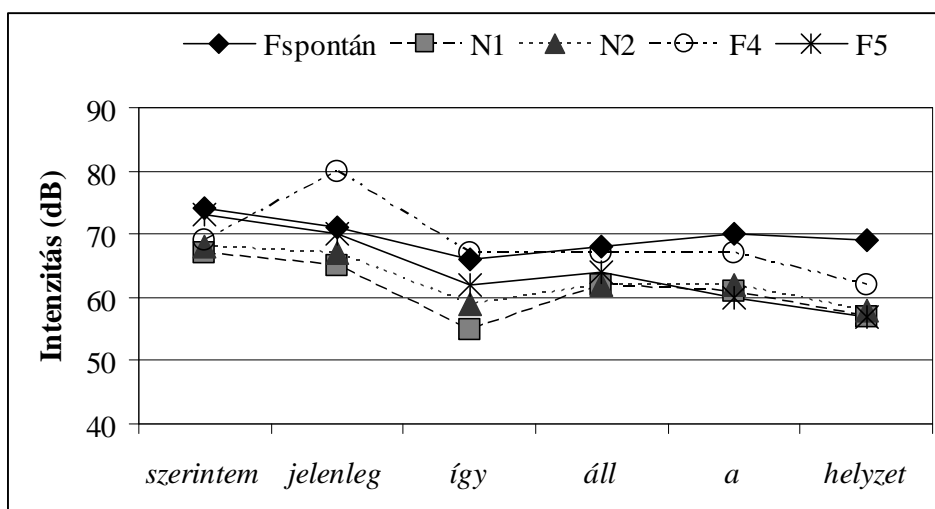 Fspontán N1 N2 F4 F5
Intenzitás (dB)
90
80
70
60
50
40
szerintem jelenleg így áll a helyzet